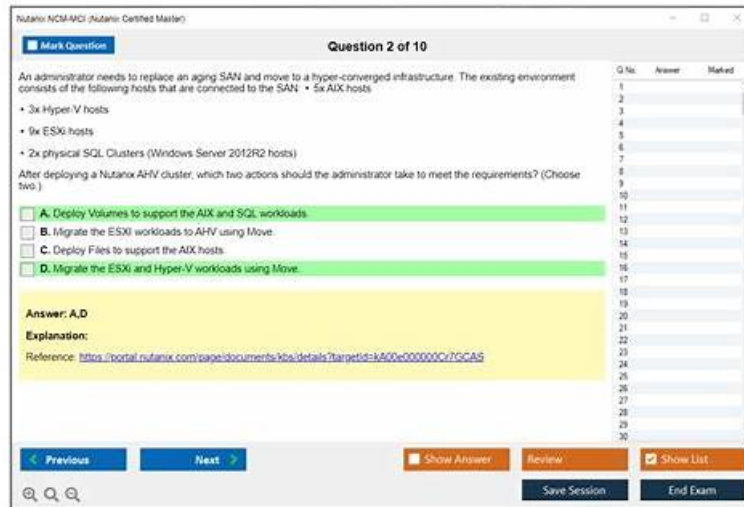 Nutanix NCM-MCI (Nutanix Certified Master)
Mark Question
Question 2 of 10
An administrator needs to replace an aging SAN and move to a hyper-converged infrastructure. The existing environment
consists of the following hosts that are connected to the SAN: • 5x AIX hosts
• 3x Hyper-V hosts
• 9x ESXi hosts
• 2x physical SQL Clusters (Windows Server 2012R2 hosts)
After deploying a Nutanix AHV cluster, which two actions should the administrator take to meet the requirements? (Choose
two.)
A. Deploy Volumes to support the AIX and SQL workloads.
B. Migrate the ESXI workloads to AHV using Move.
C. Deploy Files to support the AIX hosts.
D. Migrate the ESXi and Hyper-V workloads using Move.
Answer: A,D
Explanation:
Reference: https://portal.nutanix.com/page/documents/kbs/details?targetId=kA00e000000Cr7GCAS
Q No. Answer Marked
1
2
3
4
5
6
7
8
9
10
11
12
13
14
15
16
17
18
19
20
21
22
23
24
25
26
27
28
29
30
Previous
Next
Show Answer
Review
Show List
Save Session
End Exam